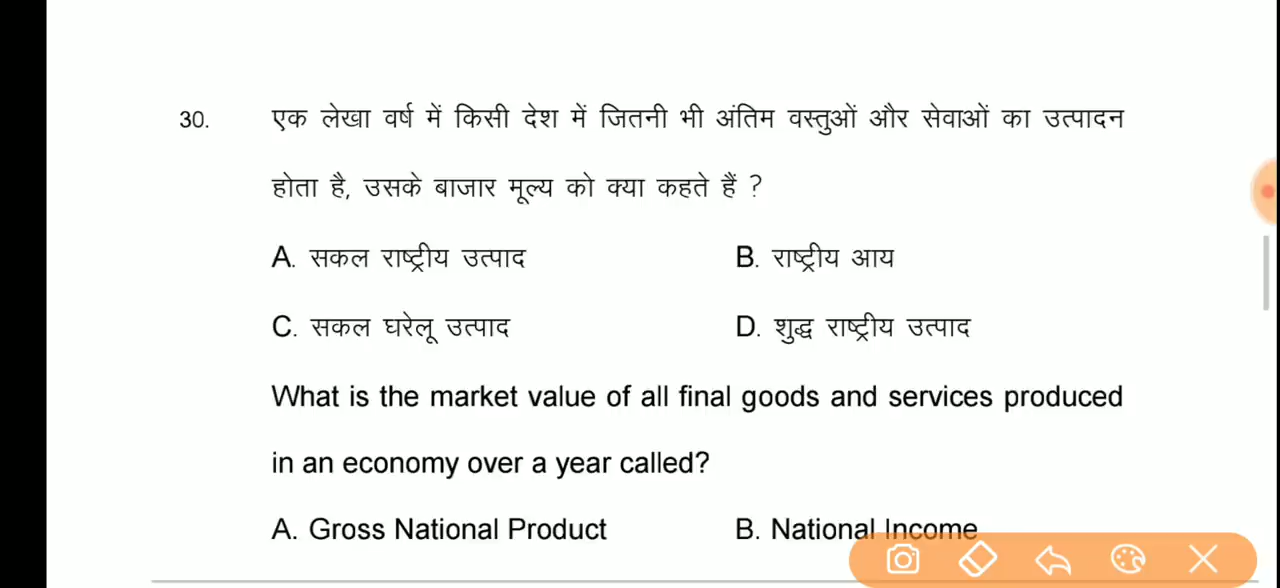 30. एक लेखा वर्ष में किसी देश में जितनी भी अंतिम वस्तुओं और सेवाओं का उत्पादन
होता है, उसके बाजार मूल्य को क्या कहते हैं ?
A. सकल राष्ट्रीय उत्पाद B. राष्ट्रीय आय
C. सकल घरेलू उत्पाद D. शुद्ध राष्ट्रीय उत्पाद
What is the market value of all final goods and services produced
in an economy over a year called?
A. Gross National Product B. National Income